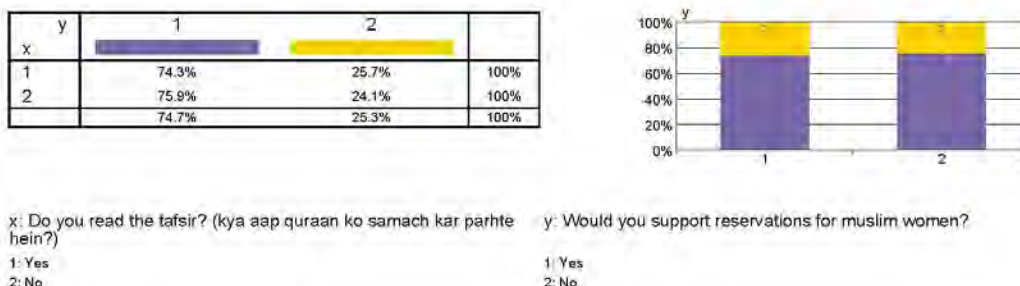 y 1 2
x
1 74.3% 25.7% 100%
2 75.9% 24.1% 100%
74.7% 25.3% 100%
y
100%
80%
60%
40%
20%
0%
1 2
x: Do you read the tafsir? (kya aap quraan ko samach kar parhte
hein?)
1: Yes
2: No
y: Would you support reservations for muslim women?
1: Yes
2: No